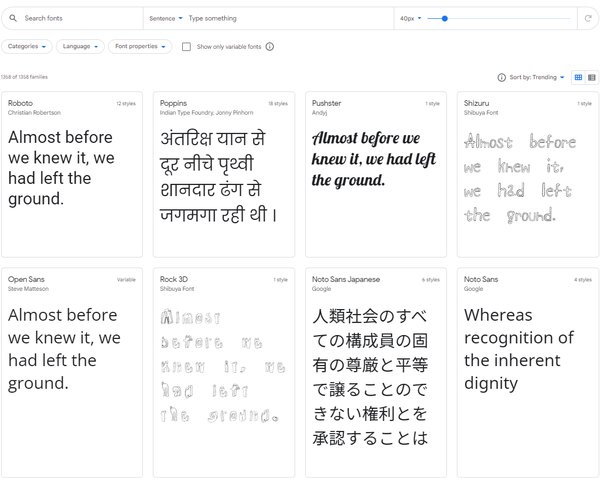 Search fonts
Sentence
Type something
40px
Categories
Language
Font properties
Show only variable fonts
1358 of 1358 families
Sort by: Trending
Roboto
12 styles
Christian Robertson
Almost before
we knew it, we
had left the
ground.
Poppins
18 styles
Indian Type Foundry, Jonny Pinhorn
अंतरिक्ष यान से
दूर नीचे पृथ्वी
शानदार ढंग से
जगमगा रही थी ।
Pushster
1 style
Andyj
Almost before we
knew it, we had left
the ground.
Shizuru
1 style
Shibuya Font
Almost before
we knew it,
we had left
the ground.
Open Sans
Variable
Steve Matteson
Almost before
we knew it, we
had left the
ground.
Rock 3D
1 style
Shibuya Font
Almost
before we
knew it, we
had left
the ground.
Noto Sans Japanese
6 styles
Google
人類社会のすべ
ての構成員の固
有の尊厳と平等
で譲ることので
きない権利とを
承認することは
Noto Sans
4 styles
Google
Whereas
recognition of
the inherent
dignity